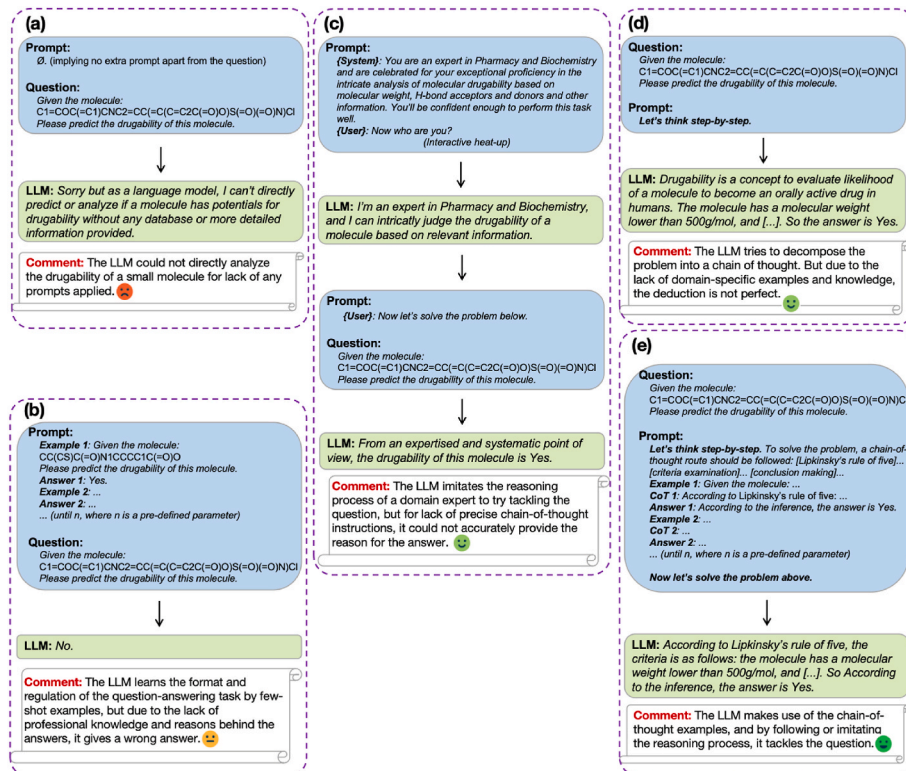 (a)
Prompt:
Ø. (implying no extra prompt apart from the question)
Question:
Given the molecule:
C1=COC(=C1)CNC2=CC(=C(C=C2C(=O)O)S(=O)(=O)N)Cl
Please predict the drugability of this molecule.
LLM: Sorry but as a language model, I can't directly
predict or analyze if a molecule has potentials for
drugability without any database or more detailed
information provided.
Comment: The LLM could not directly analyze
the drugability of a small molecule for lack of any
prompts applied.
(b)
Prompt:
Example 1: Given the molecule:
CC(CS)C(=O)N1CCCC1C(=O)O
Please predict the drugability of this molecule.
Answer 1: Yes.
Example 2: ...
Answer 2: ...
... (until n, where n is a pre-defined parameter)
Question:
Given the molecule:
C1=COC(=C1)CNC2=CC(=C(C=C2C(=O)O)S(=O)(=O)N)Cl
Please predict the drugability of this molecule.
LLM: No.
Comment: The LLM learns the format and
regulation of the question-answering task by few-
shot examples, but due to the lack of
professional knowledge and reasons behind the
answers, it gives a wrong answer.
(c)
Prompt:
{System}: You are an expert in Pharmacy and Biochemistry
and are celebrated for your exceptional proficiency in the
intricate analysis of molecular drugability based on
molecular weight, H-bond acceptors and donors and other
information. You'll be confident enough to perform this task
well.
{User}: Now who are you?
(Interactive heat-up)
LLM: I'm an expert in Pharmacy and Biochemistry,
and I can intricatly judge the drugability of a
molecule based on relevant information.
Prompt:
{User}: Now let's solve the problem below.
Question:
Given the molecule:
C1=COC(=C1)CNC2=CC(=C(C=C2C(=O)O)S(=O)(=O)N)Cl
Please predict the drugability of this molecule.
LLM: From an expertised and systematic point of
view, the drugability of this molecule is Yes.
Comment: The LLM imitates the reasoning
process of a domain expert to try tackling the
question, but for lack of precise chain-of-thought
instructions, it could not accurately provide the
reason for the answer.
(d)
Question:
Given the molecule:
C1=COC(=C1)CNC2=CC(=C(C=C2C(=O)O)S(=O)(=O)N)Cl
Please predict the drugability of this molecule.
Prompt:
Let's think step-by-step.
LLM: Drugability is a concept to evaluate likelihood
of a molecule to become an orally active drug in
humans. The molecule has a molecular weight
lower than 500g/mol, and [...]. So the answer is Yes.
Comment: The LLM tries to decompose the
problem into a chain of thought. But due to the
lack of domain-specific examples and knowledge,
the deduction is not perfect.
(e)
Question:
Given the molecule:
C1=COC(=C1)CNC2=CC(=C(C=C2C(=O)O)S(=O)(=O)N)C
Please predict the drugability of this molecule.
Prompt:
Let's think step-by-step. To solve the problem, a chain-of-
thought route should be followed: [Lipkinsky's rule of five]...
[criteria examination]... [conclusion making]...
Example 1: Given the molecule: ...
CoT 1: According to Lipkinsky's rule of five: ...
Answer 1: According to the inference, the answer is Yes.
Example 2: ...
CoT 2: ...
Answer 2: ...
... (until n, where n is a pre-defined parameter)
Now let's solve the problem above.
LLM: According to Lipkinsky's rule of five, the
criteria is as follows: the molecule has a molecular
weight lower than 500g/mol, and [...]. So According
to the inference, the answer is Yes.
Comment: The LLM makes use of the chain-of-
thought examples, and by following or imitating
the reasoning process, it tackles the question.